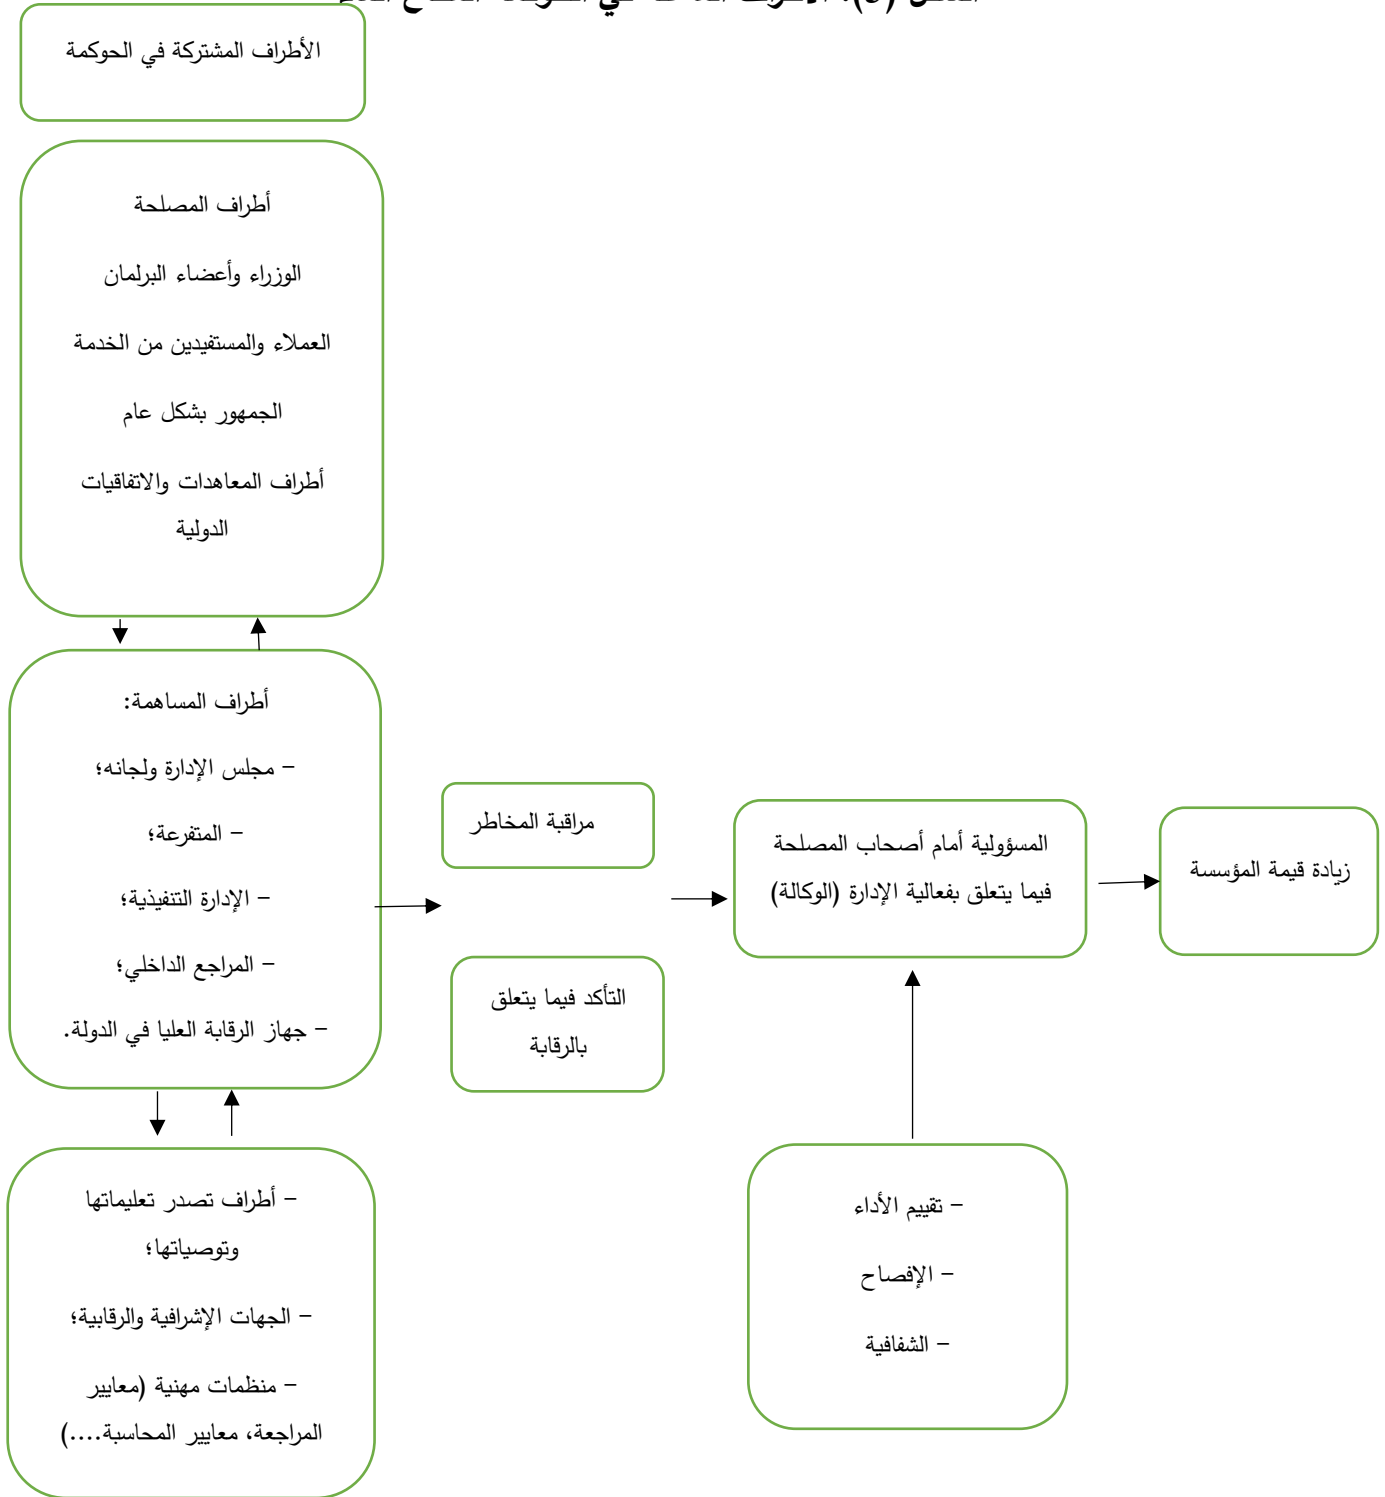 الأطراف المشتركة في الحوكمة
أطراف المصلحة
الوزراء وأعضاء البرلمان
العملاء والمستفيدين من الخدمة
الجمهور بشكل عام
أطراف المعاهدات والاتفاقيات
الدولية
أطراف المساهمة:
- مجلس الإدارة ولجانه؛
- المتفرعة؛
- الإدارة التنفيذية؛
- المراجع الداخلي؛
- جهاز الرقابة العليا في الدولة.
مراقبة المخاطر
التأكد فيما يتعلق
بالرقابة
المسؤولية أمام أصحاب المصلحة
فيما يتعلق بفعالية الإدارة (الوكالة)
زيادة قيمة المؤسسة
- أطراف تصدر تعليماتها
وتوصياتها؛
- الجهات الإشرافية والرقابية؛
- منظمات مهنية (معايير
المراجعة، معايير المحاسبة....)
- تقييم الأداء
- الإفصاح
- الشفافية